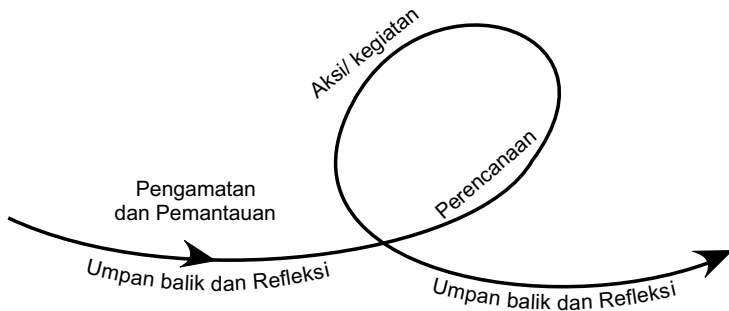 Aksi/ kegiatan
Perencanaan
Pengamatan
dan Pemantauan
Umpan balik dan Refleksi
Umpan balik dan Refleksi